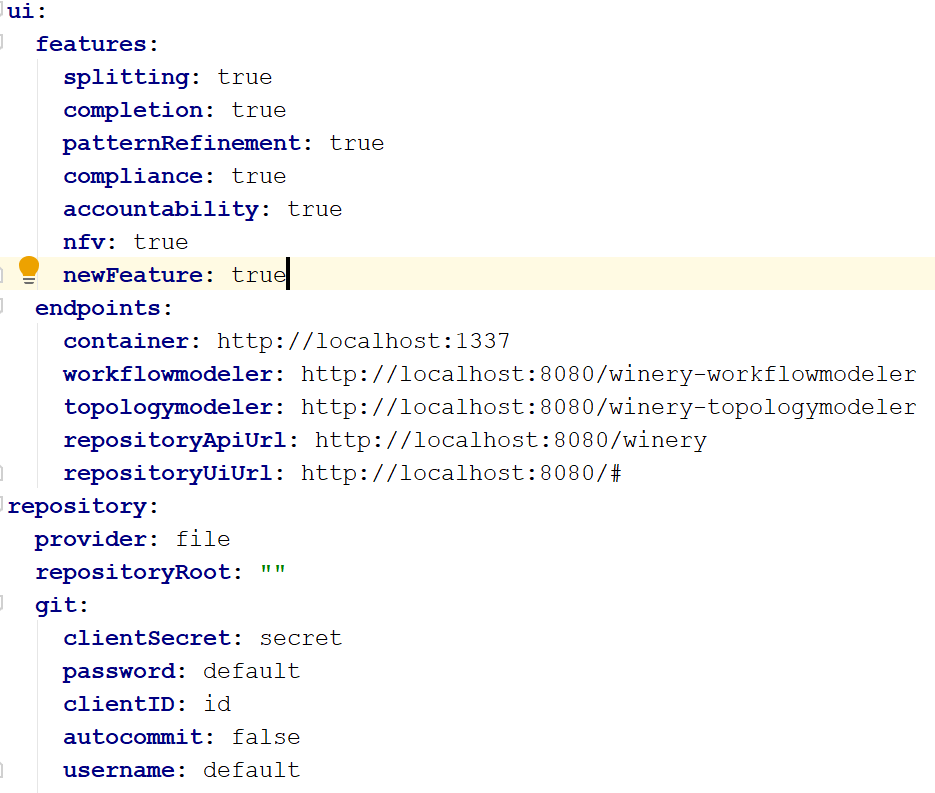 ui:
  features:
    splitting: true
    completion: true
    patternRefinement: true
    compliance: true
    accountability: true
    nfv: true
    newFeature: true
  endpoints:
    container: http://localhost:1337
    workflowmodeler: http://localhost:8080/winery-workflowmodeler
    topologymodeler: http://localhost:8080/winery-topologymodeler
    repositoryApiUrl: http://localhost:8080/winery
    repositoryUiUrl: http://localhost:8080/#
repository:
  provider: file
  repositoryRoot: ""
  git:
    clientSecret: secret
    password: default
    clientID: id
    autocommit: false
    username: default